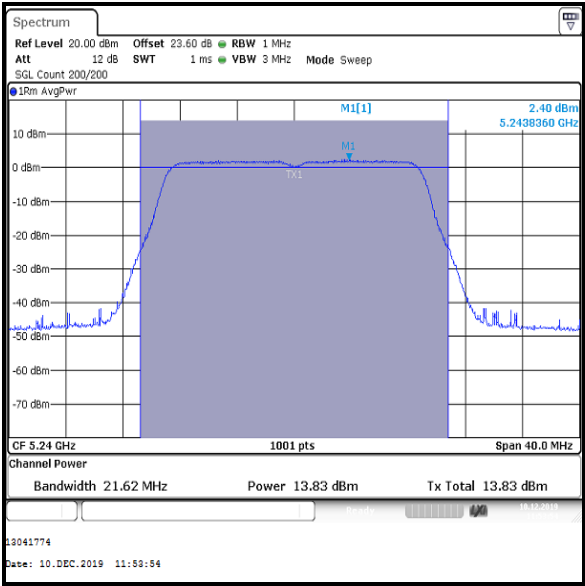 Spectrum
Ref Level 20.00 dBm Offset 23.60 dB RBW 1 MHz
Att 12 dB SWT 1 ms VBW 3 MHz Mode Sweep
SGL Count 200/200
1Rm AvgPwr
M1[1] 2.40 dBm
5.2438360 GHz
10 dBm
M1
0 dBm
TX1
-10 dBm
-20 dBm
-30 dBm
-40 dBm
-50 dBm
-60 dBm
-70 dBm
CF 5.24 GHz 1001 pts Span 40.0 MHz
Channel Power
Bandwidth 21.62 MHz Power 13.83 dBm Tx Total 13.83 dBm
Ready 10.12.2019
13041774
Date: 10.DEC.2019 11:53:54